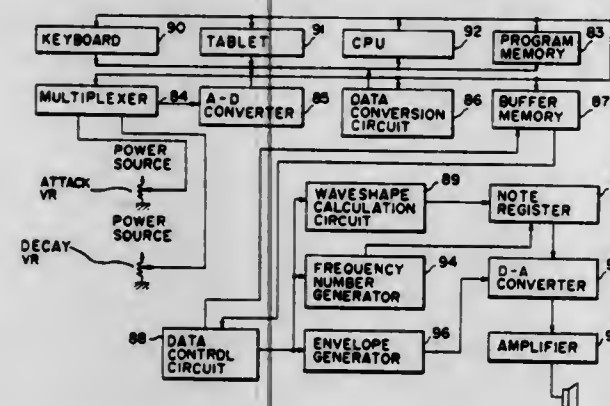 KEYBOARD
90
TABLET
91
CPU
92
PROGRAM
MEMORY
83
MULTIPLEXER
84
A-D
CONVERTER
85
DATA
CONVERSION
CIRCUIT
86
BUFFER
MEMORY
87
POWER
SOURCE
ATTACK
VR
POWER
SOURCE
DECAY
VR
WAVESHAPE
CALCULATION
CIRCUIT
89
NOTE
REGISTER
FREQUENCY
NUMBER
GENERATOR
94
D-A
CONVERTER
88
DATA
CONTROL
CIRCUIT
ENVELOPE
GENERATOR
96
AMPLIFIER